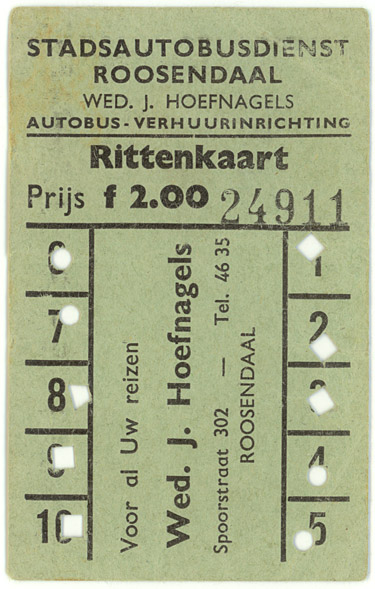 STADSAUTOBUSDIENST
ROOSENDAAL
WED. J. HOEFNAGELS
AUTOBUS - VERHUURINRICHTING
Rittenkaart
Prijs f 2.00 24911
6
7
8
9
10
Voor al Uw reizen
Wed. J. Hoefnagels
Spoorstraat 302 — Tel. 46 35
ROOSENDAAL
1
2
3
4
5